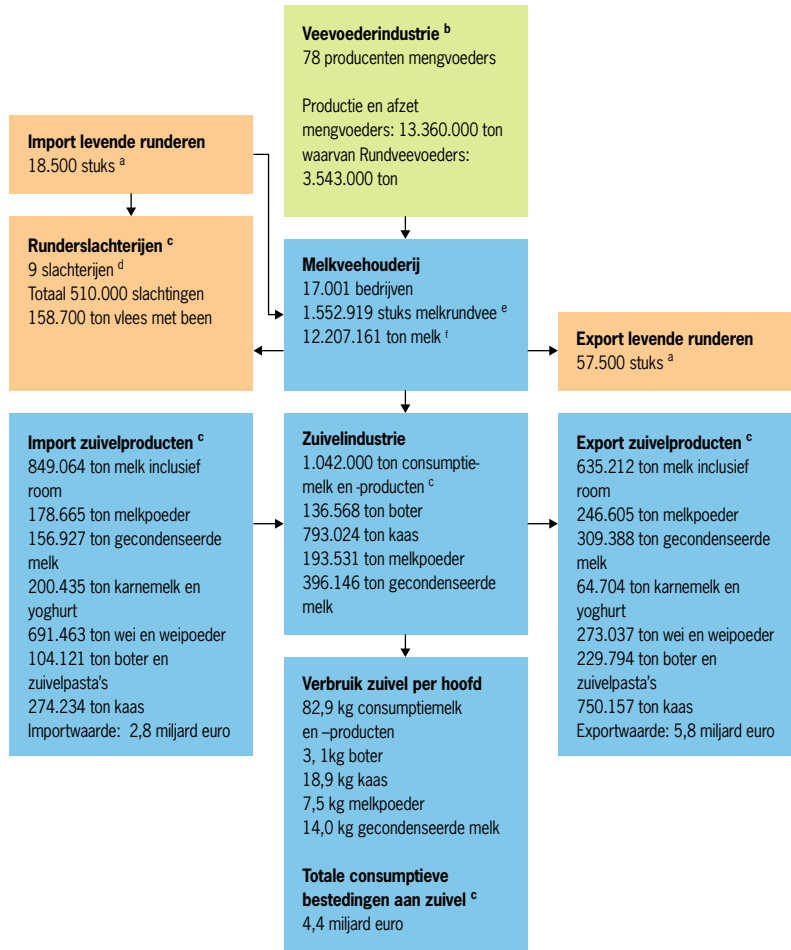 Veevoederindustrie b
78 producenten mengvoeders
Productie en afzet
mengvoeders: 13.360.000 ton
waarvan Rundveevoeders:
3.543.000 ton
Import levende runderen
18.500 stuks a
Runderslachterijen c
9 slachterijen d
Totaal 510.000 slachtingen
158.700 ton vlees met been
Melkveehouderij
17.001 bedrijven
1.552.919 stuks melkrundvee e
12.207.161 ton melk f
Export levende runderen
57.500 stuks a
Import zuivelproducten c
849.064 ton melk inclusief
room
178.665 ton melkpoeder
156.927 ton gecondenseerde
melk
200.435 ton karnemelk en
yoghurt
691.463 ton wei en weipoeder
104.121 ton boter en
zuivelpasta's
274.234 ton kaas
Importwaarde: 2,8 miljard euro
Zuivelindustrie
1.042.000 ton consumptie-
melk en -producten c
136.568 ton boter
793.024 ton kaas
193.531 ton melkpoeder
396.146 ton gecondenseerde
melk
Export zuivelproducten c
635.212 ton melk inclusief
room
246.605 ton melkpoeder
309.388 ton gecondenseerde
melk
64.704 ton karnemelk en
yoghurt
273.037 ton wei en weipoeder
229.794 ton boter en
zuivelpasta's
750.157 ton kaas
Exportwaarde: 5,8 miljard euro
Verbruik zuivel per hoofd
82,9 kg consumptiemelk
en –producten
3, 1kg boter
18,9 kg kaas
7,5 kg melkpoeder
14,0 kg gecondenseerde melk
Totale consumptieve
bestedingen aan zuivel c
4,4 miljard euro